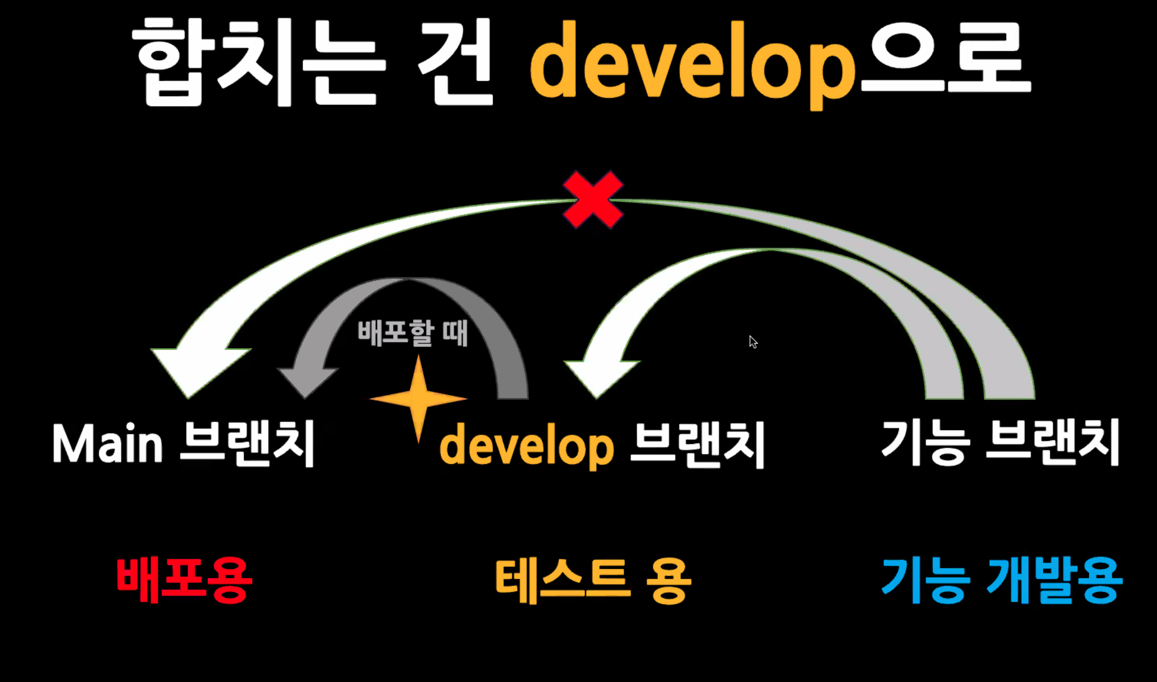 합치는 건 develop으로
배포할 때
Main 브랜치
develop 브랜치
기능 브랜치
배포용
테스트 용
기능 개발용